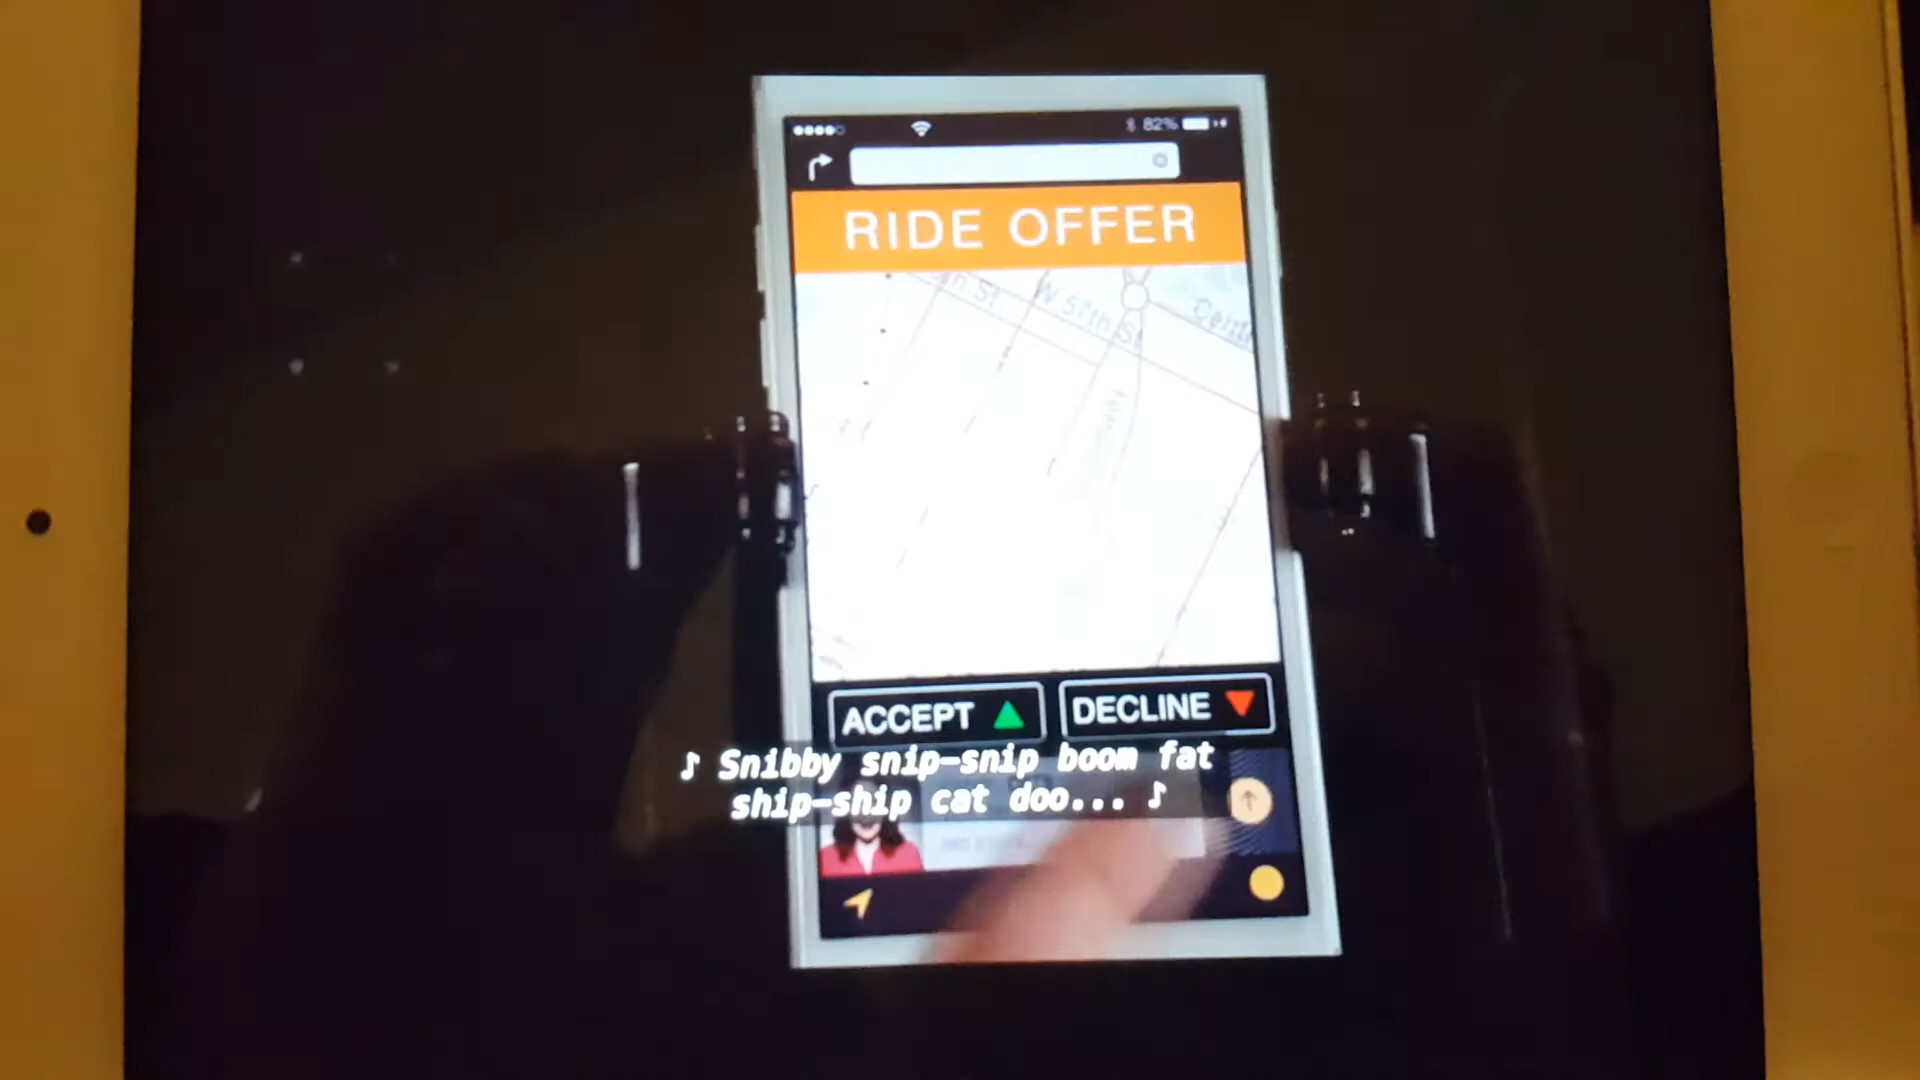 82%
RIDE OFFER
W 57th St
ACCEPT
DECLINE
♪ Snibby snip-snip boom fat
ship-ship cat doo... ♪